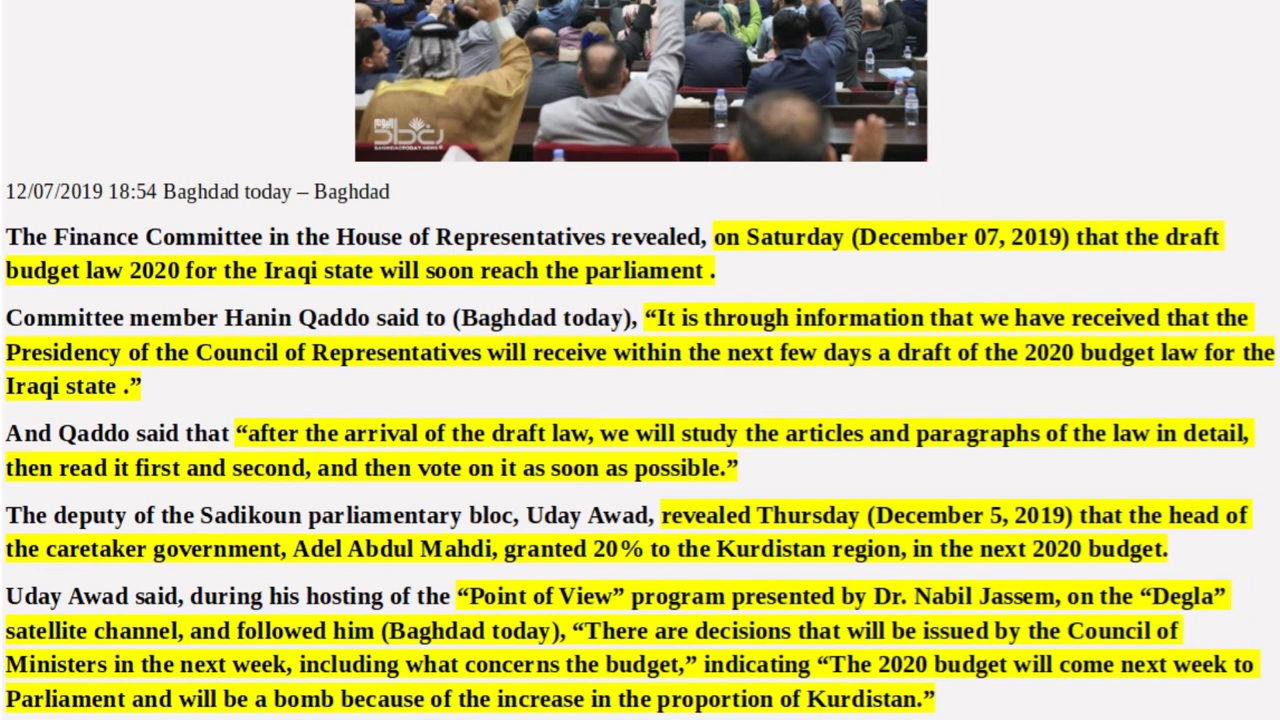 بغداد اليوم
BAGHDADTODAY.NEWS
12/07/2019 18:54 Baghdad today – Baghdad
The Finance Committee in the House of Representatives revealed, on Saturday (December 07, 2019) that the draft
budget law 2020 for the Iraqi state will soon reach the parliament .
Committee member Hanin Qaddo said to (Baghdad today), “It is through information that we have received that the
Presidency of the Council of Representatives will receive within the next few days a draft of the 2020 budget law for the
Iraqi state .”
And Qaddo said that “after the arrival of the draft law, we will study the articles and paragraphs of the law in detail,
then read it first and second, and then vote on it as soon as possible.”
The deputy of the Sadikoun parliamentary bloc, Uday Awad, revealed Thursday (December 5, 2019) that the head of
the caretaker government, Adel Abdul Mahdi, granted 20% to the Kurdistan region, in the next 2020 budget.
Uday Awad said, during his hosting of the “Point of View” program presented by Dr. Nabil Jassem, on the “Degla”
satellite channel, and followed him (Baghdad today), “There are decisions that will be issued by the Council of
Ministers in the next week, including what concerns the budget,” indicating “The 2020 budget will come next week to
Parliament and will be a bomb because of the increase in the proportion of Kurdistan.”